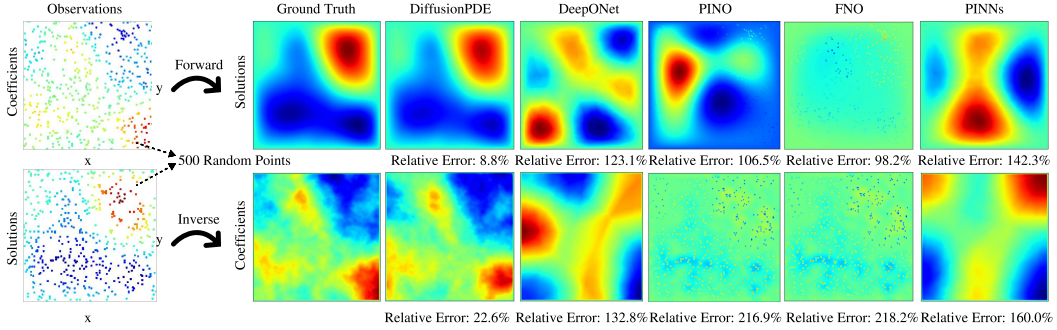 Observations
Ground Truth
DiffusionPDE
DeepONet
PINO
FNO
PINNs
Coefficients
y
Forward
Solutions
x
500 Random Points
Relative Error: 8.8%
Relative Error: 123.1%
Relative Error: 106.5%
Relative Error: 98.2%
Relative Error: 142.3%
Solutions
y
Inverse
Coefficients
x
Relative Error: 22.6%
Relative Error: 132.8%
Relative Error: 216.9%
Relative Error: 218.2%
Relative Error: 160.0%